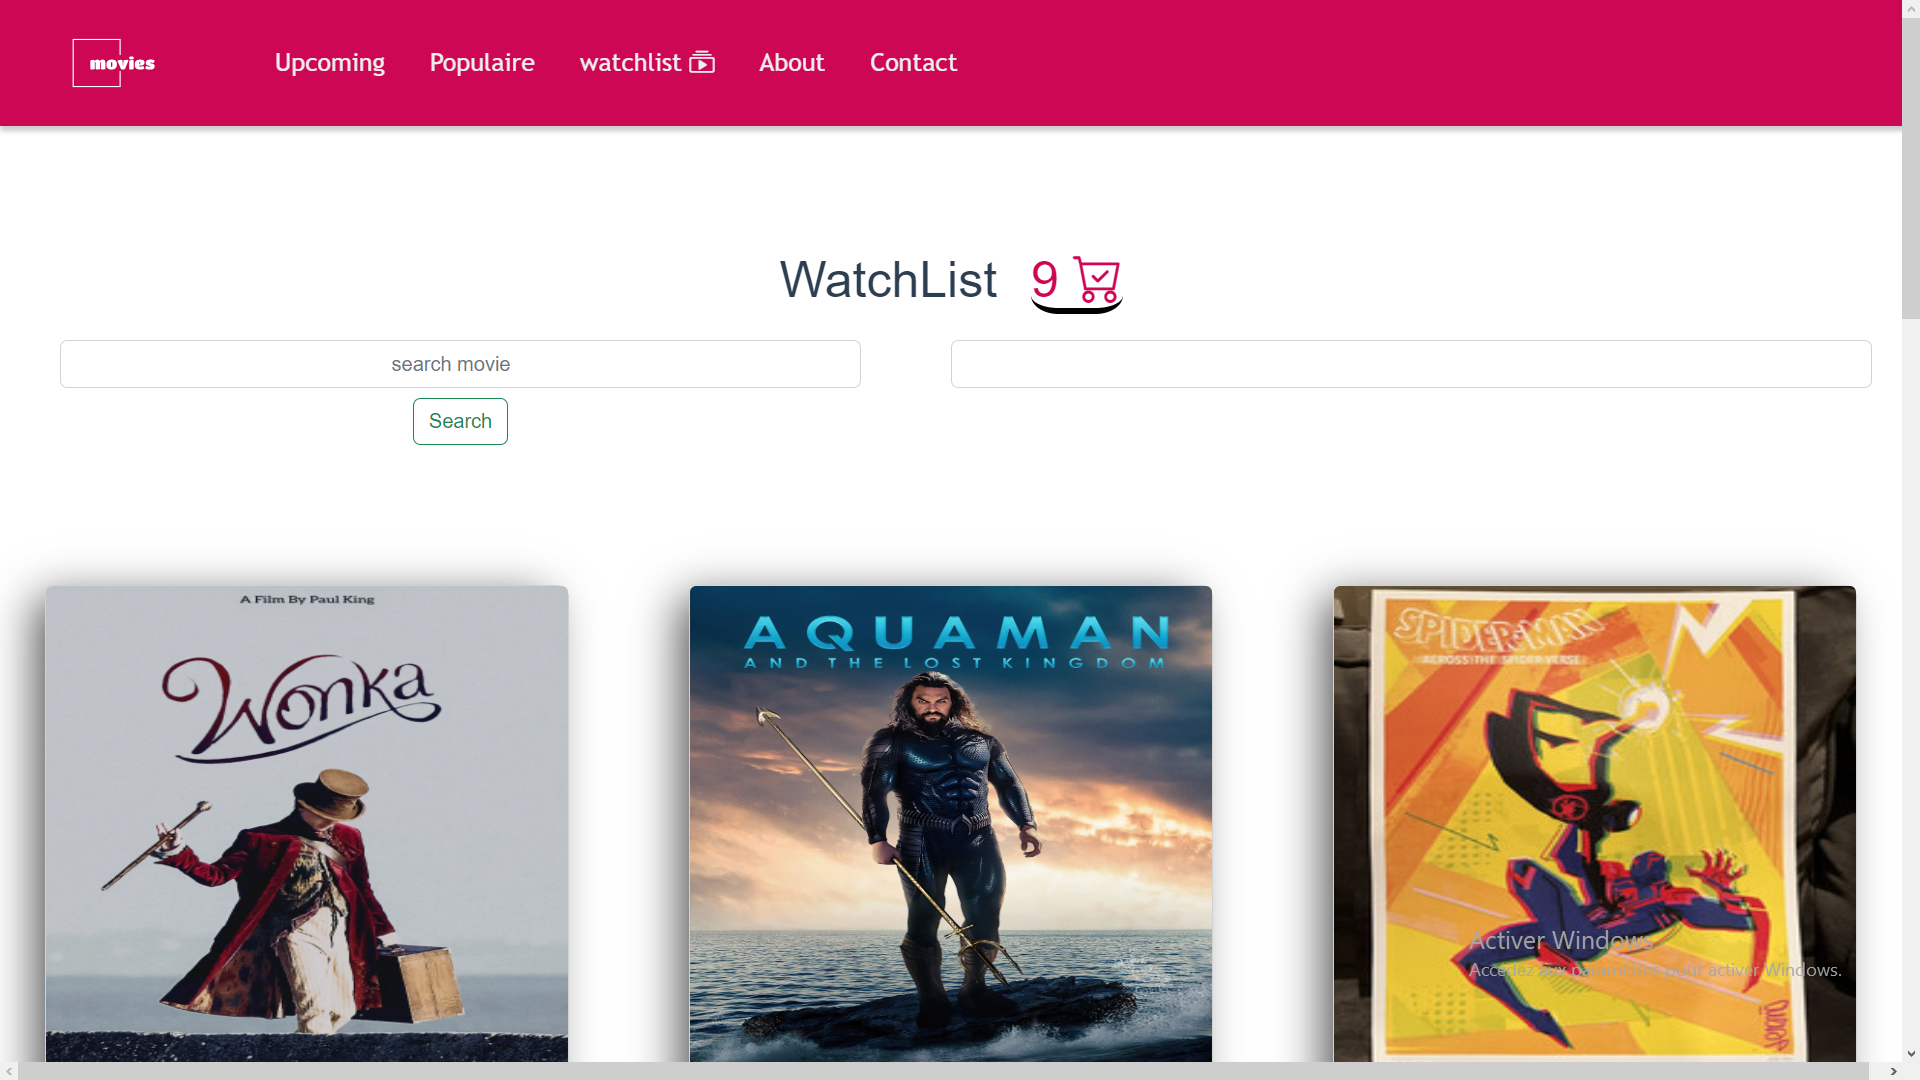 movies
Upcoming
Populaire
watchlist
About
Contact
WatchList 9
search movie
Search
A Film By Paul King
Wonka
AQUAMAN
AND THE LOST KINGDOM
SPIDER-MAN
ACROSS THE SPIDER-VERSE
Activer Windows
Accédez aux paramètres pour activer Windows.